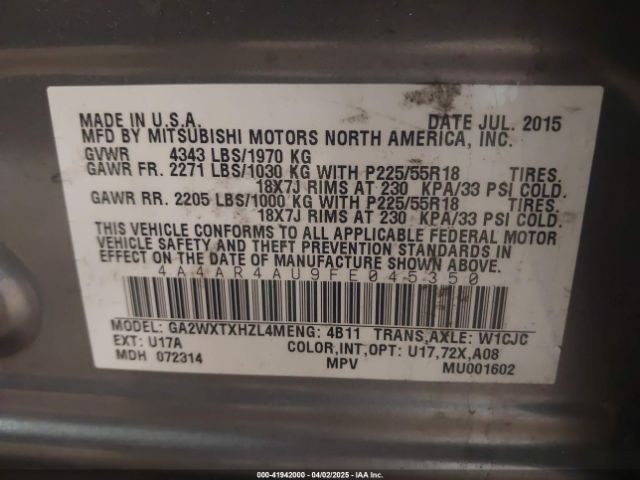 MADE IN U.S.A. DATE JUL. 2015
MFD BY MITSUBISHI MOTORS NORTH AMERICA, INC.
GVWR 4343 LBS/1970 KG
GAWR FR. 2271 LBS/1030 KG WITH P225/55R18 TIRES.
18X7J RIMS AT 230 KPA/33 PSI COLD.
GAWR RR. 2205 LBS/1000 KG WITH P225/55R18 TIRES.
18X7J RIMS AT 230 KPA/33 PSI COLD.
THIS VEHICLE CONFORMS TO ALL APPLICABLE FEDERAL MOTOR
VEHICLE SAFETY AND THEFT PREVENTION STANDARDS IN
EFFECT ON THE DATE OF MANUFACTURE SHOWN ABOVE.
4A4AR4AU9FE045350
MODEL: GA2WXTXHZL4MENG: 4B11 TRANS,AXLE: W1CJC
EXT: U17A COLOR,INT,OPT: U17,72X,A08
MDH 072314 MPV MU001602
000-41942000 - 04/02/2025 - IAA Inc.